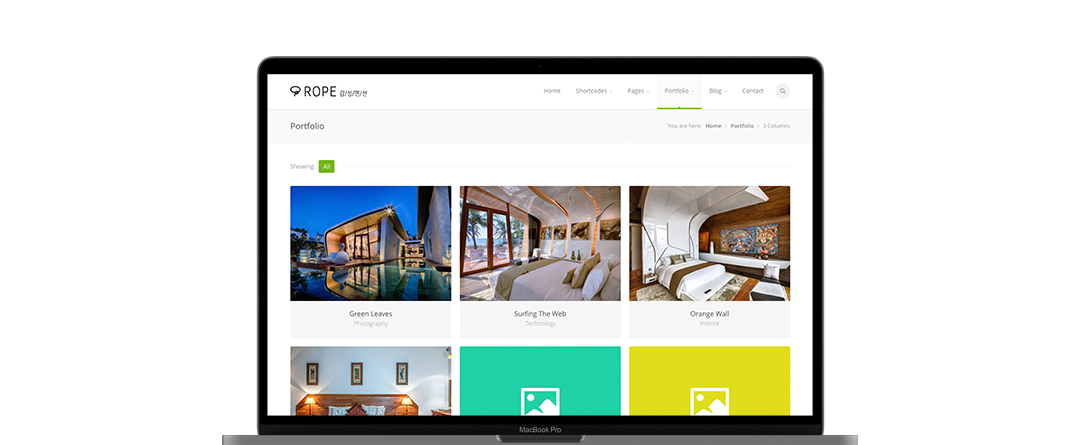 ROPE 감/성/팬/션
Home Shortcodes Pages Portfolio Blog Contact
Portfolio
You are here: Home › Portfolio › 3 Columns
Showing: All
Green Leaves
Photography
Surfing The Web
Technology
Orange Wall
Interior
MacBook Pro